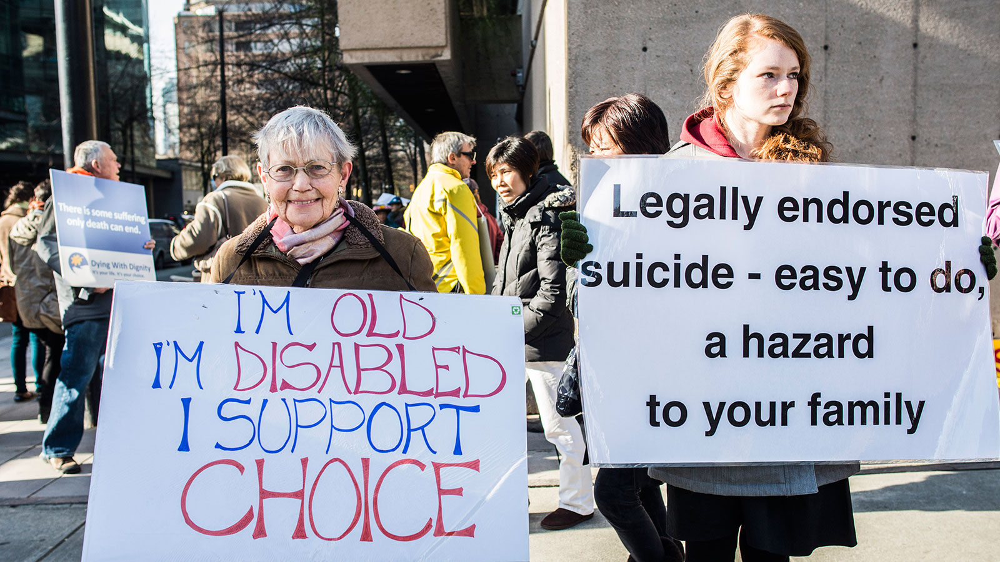 There is some suffering
only death can end.
Dying With Dignity
It's your life. It's your choice.
I'M OLD
I'M DISABLED
I SUPPORT
CHOICE
Legally endorsed
suicide - easy to do,
a hazard
to your family